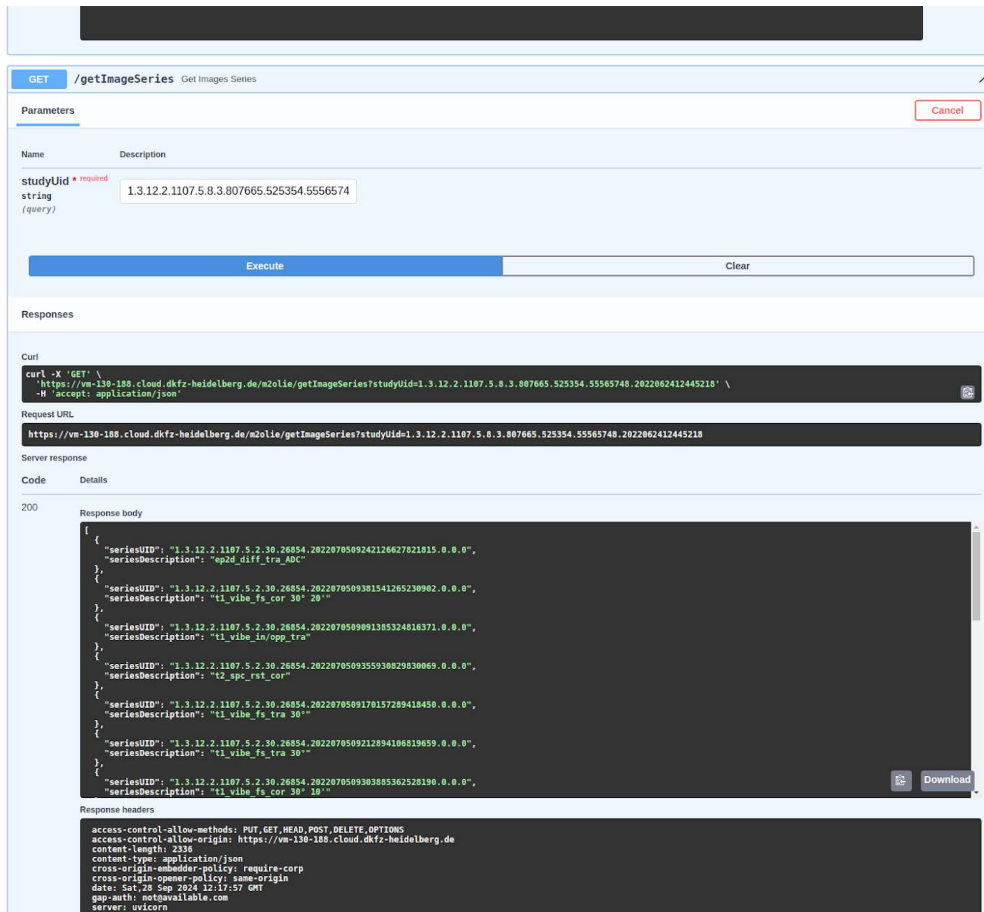 GET /getImageSeries Get Images Series
Parameters
Cancel
Name Description
studyUid * required
string
(query)
1.3.12.2.1107.5.8.3.807665.525354.5556574
Execute
Clear
Responses
Curl
curl -X 'GET' \
'https://vm-130-188.cloud.dkfz-heidelberg.de/m2olie/getImageSeries?studyUid=1.3.12.2.1107.5.8.3.807665.525354.55565748.2022062412445218' \
-H 'accept: application/json'
Request URL
https://vm-130-188.cloud.dkfz-heidelberg.de/m2olie/getImageSeries?studyUid=1.3.12.2.1107.5.8.3.807665.525354.55565748.2022062412445218
Server response
Code Details
200
Response body
[
{
"seriesUID": "1.3.12.2.1107.5.2.30.26854.2022070509242126627821815.0.0.0",
"seriesDescription": "ep2d_diff_tra_ADC"
},
{
"seriesUID": "1.3.12.2.1107.5.2.30.26854.2022070509381541265230902.0.0.0",
"seriesDescription": "t1_vibe_fs_cor 30° 20'"
},
{
"seriesUID": "1.3.12.2.1107.5.2.30.26854.2022070509091385324816371.0.0.0",
"seriesDescription": "t1_vibe_in/opp_tra"
},
{
"seriesUID": "1.3.12.2.1107.5.2.30.26854.2022070509355930829830069.0.0.0",
"seriesDescription": "t2_spc_rst_cor"
},
{
"seriesUID": "1.3.12.2.1107.5.2.30.26854.2022070509170157289418450.0.0.0",
"seriesDescription": "t1_vibe_fs_tra 30°"
},
{
"seriesUID": "1.3.12.2.1107.5.2.30.26854.2022070509212894106819659.0.0.0",
"seriesDescription": "t1_vibe_fs_tra 30°"
},
{
"seriesUID": "1.3.12.2.1107.5.2.30.26854.2022070509303885362528190.0.0.0",
"seriesDescription": "t1_vibe_fs_cor 30° 10'"
Download
Response headers
access-control-allow-methods: PUT,GET,HEAD,POST,DELETE,OPTIONS
access-control-allow-origin: https://vm-130-188.cloud.dkfz-heidelberg.de
content-length: 2336
content-type: application/json
cross-origin-embedder-policy: require-corp
cross-origin-opener-policy: same-origin
date: Sat,28 Sep 2024 12:17:57 GMT
gap-auth: not@available.com
server: uvicorn